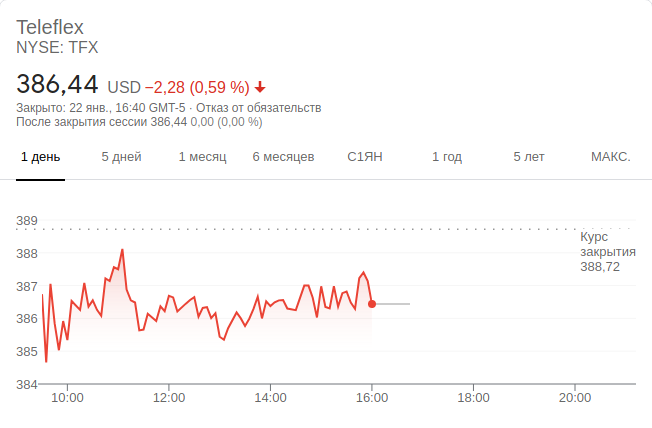 Teleflex
NYSE: TFX
386,44 USD −2,28 (0,59 %)
Закрыто: 22 янв., 16:40 GMT-5 · Отказ от обязательств
После закрытия сессии 386,44 0,00 (0,00 %)
1 день 5 дней 1 месяц 6 месяцев С1ЯН 1 год 5 лет МАКС.
389
Курс
закрытия
388,72
388
387
386
385
384
10:00 12:00 14:00 16:00 18:00 20:00